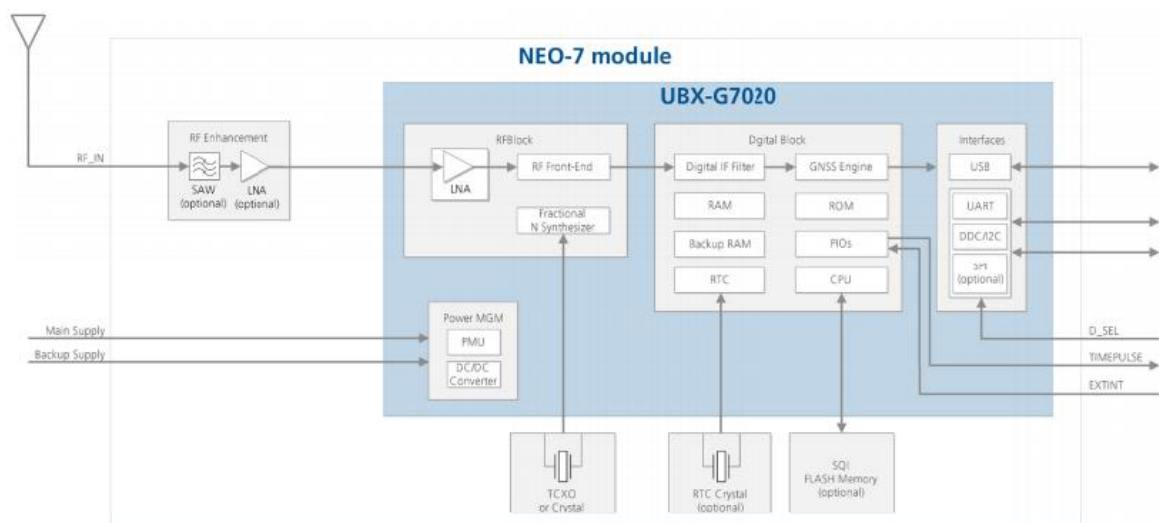 NEO-7 module
UBX-G7020
RF Enhancement
RF_IN
SAW
(optional)
LNA
(optional)
RFBlock
LNA
RF Front-End
Fractional
N Synthesizer
Dgital Block
Digital IF Filter
GNSS Engine
RAM
ROM
Backup RAM
PIOs
RTC
CPU
Interfaces
USB
UART
DDC/I2C
SPI
(optional)
Main Supply
Backup Supply
Power MGM
PMU
DC/DC
Converter
D_SEL
TIMEPULSE
EXTINT
TCXO
or Crystal
RTC Crystal
(optional)
SQI
FLASH Memory
(optional)